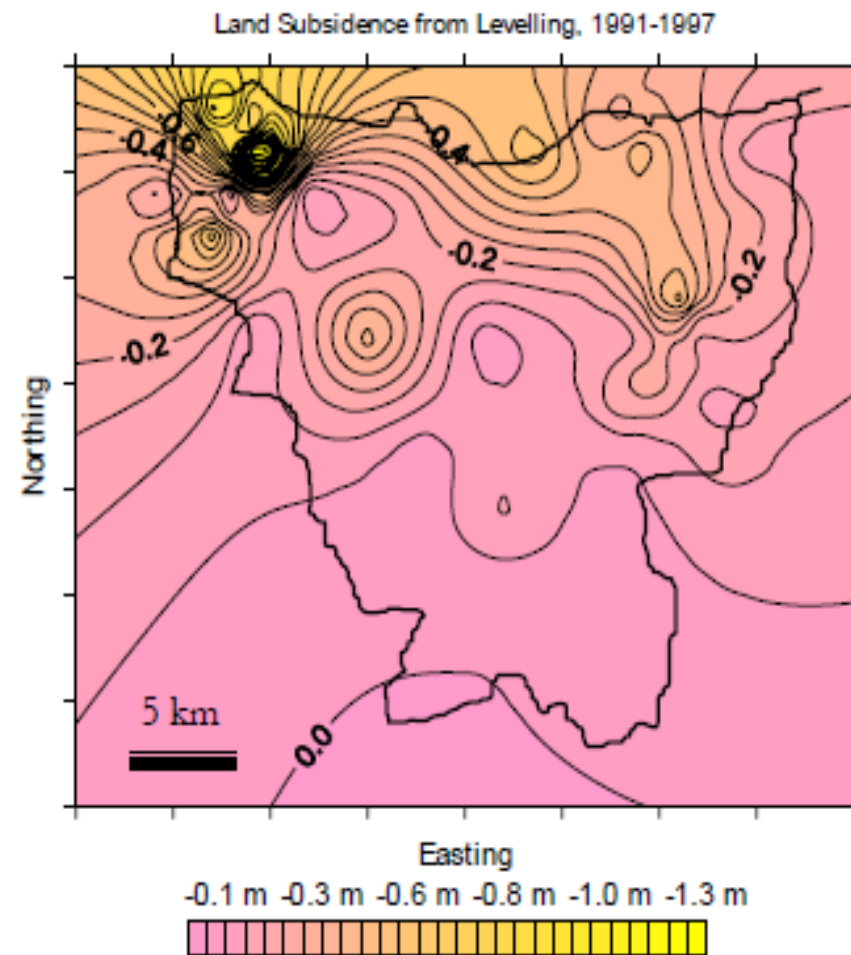 Land Subsidence from Levelling, 1991-1997
-0.6
-0.4
-0.4
-0.2
-0.2
-0.2
Northing
5 km
0.0
Easting
-0.1 m -0.3 m -0.6 m -0.8 m -1.0 m -1.3 m